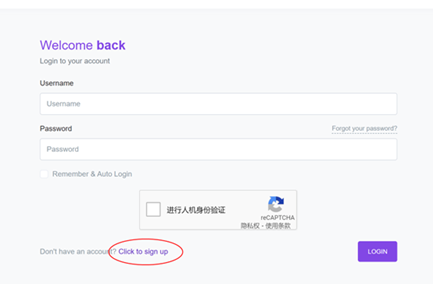 Welcome back
Login to your account
Username
Username
Password Forgot your password?
Password
Remember & Auto Login
进行人机身份验证
reCAPTCHA
隐私权 - 使用条款
Don't have an account? Click to sign up LOGIN